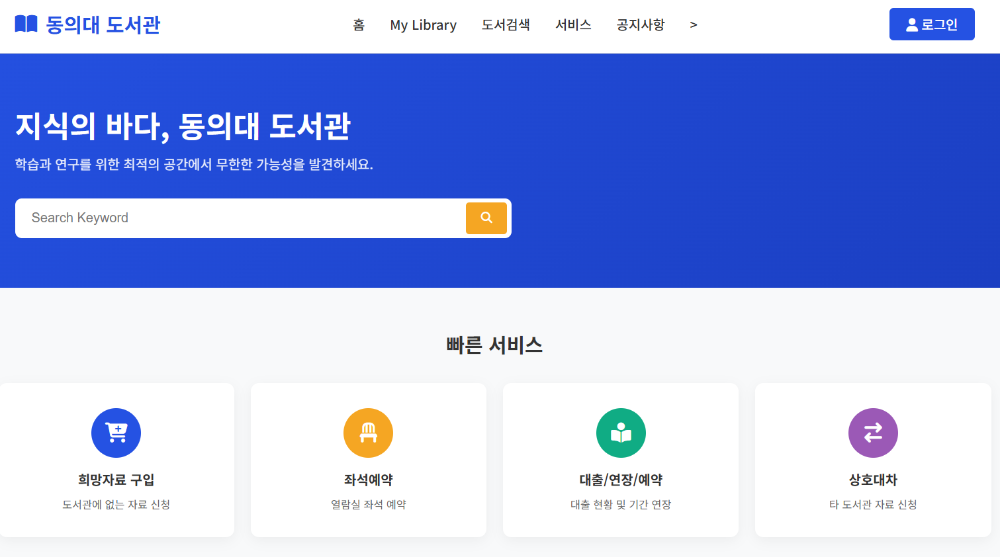 동의대 도서관
홈 My Library 도서검색 서비스 공지사항 >
로그인
지식의 바다, 동의대 도서관
학습과 연구를 위한 최적의 공간에서 무한한 가능성을 발견하세요.
Search Keyword
빠른 서비스
희망자료 구입
도서관에 없는 자료 신청
좌석예약
열람실 좌석 예약
대출/연장/예약
대출 현황 및 기간 연장
상호대차
타 도서관 자료 신청